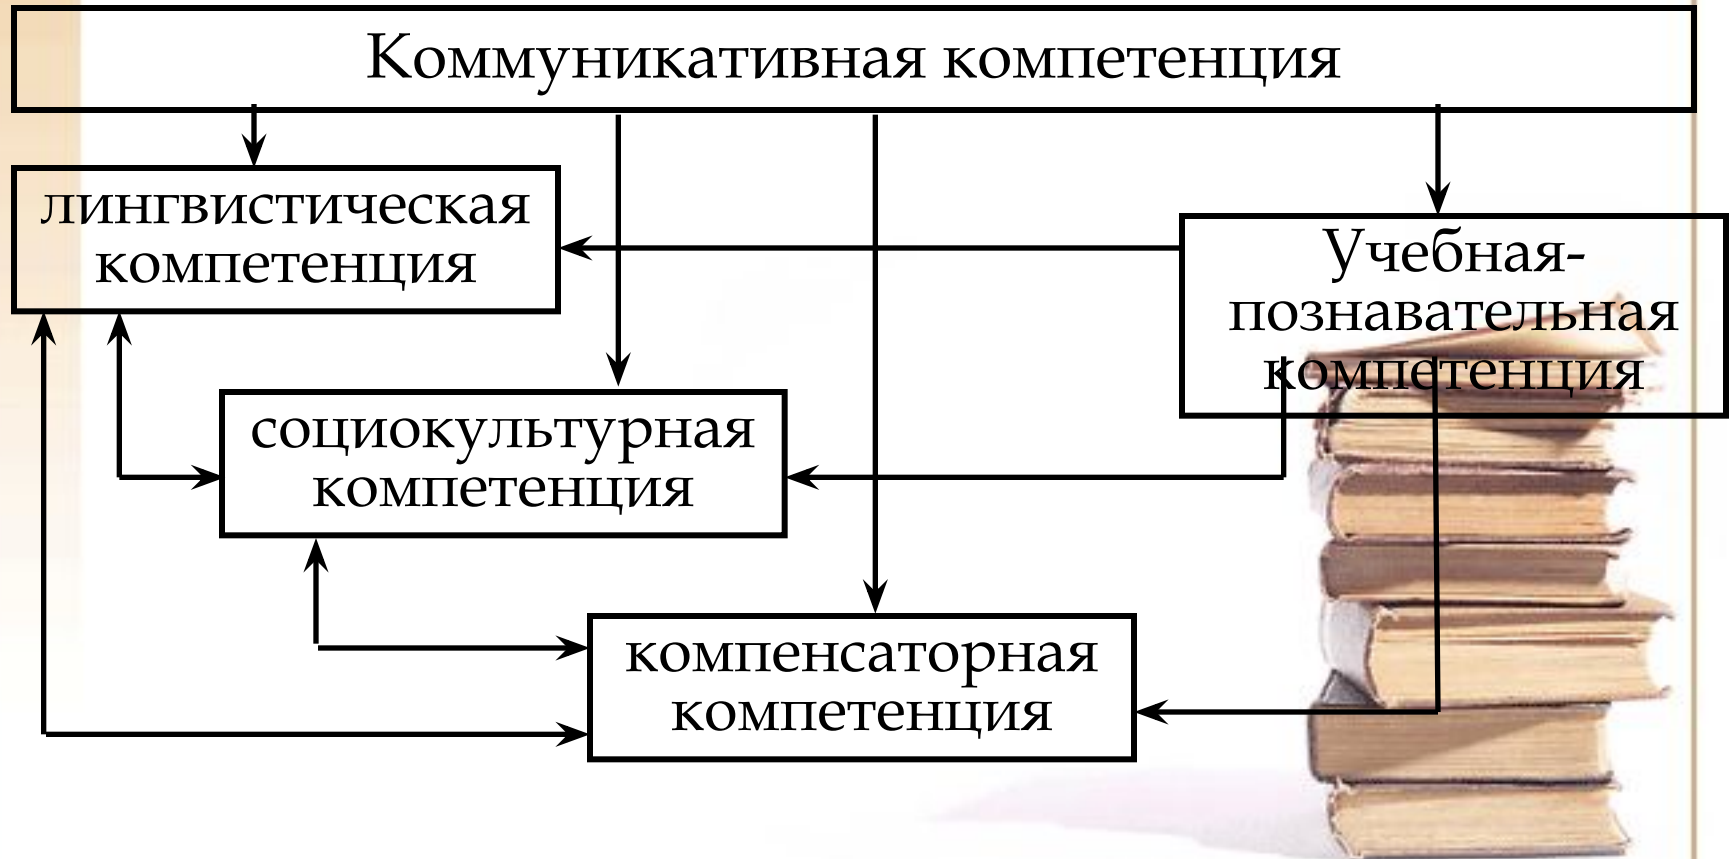 Коммуникативная компетенция
лингвистическая
компетенция
Учебная-
познавательная
компетенция
социокультурная
компетенция
компенсаторная
компетенция